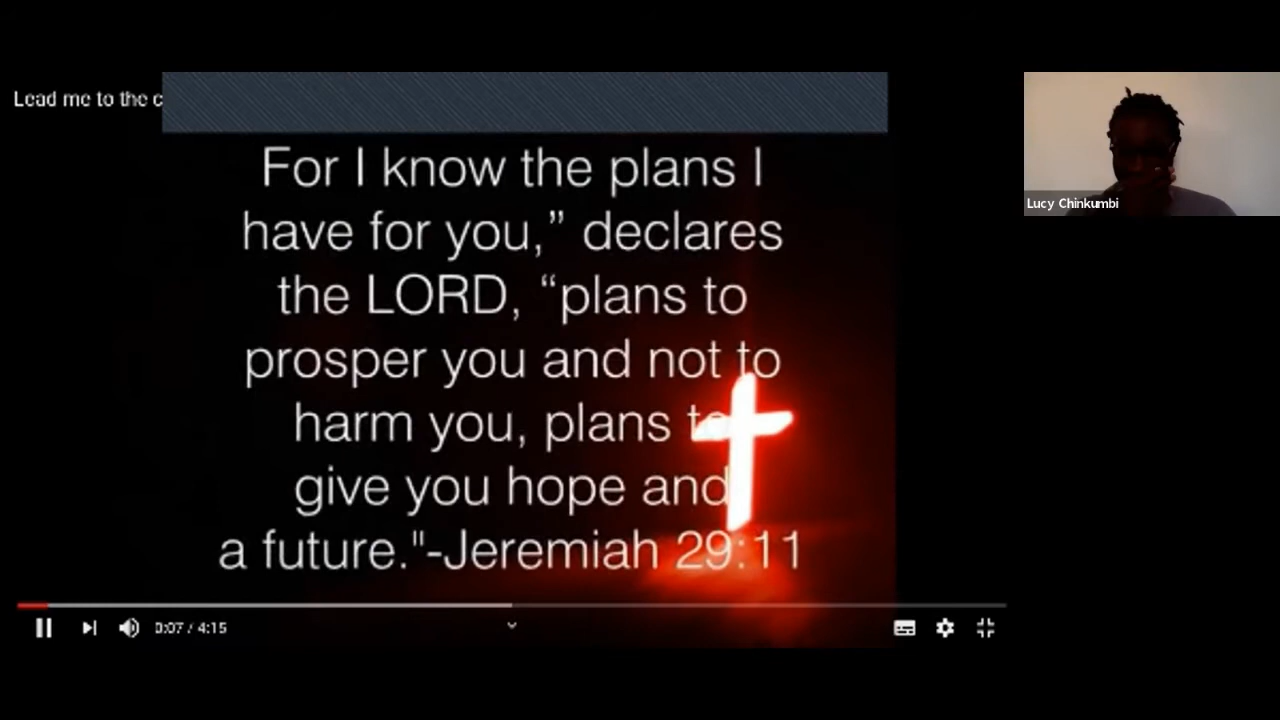 Lead me to the c
For I know the plans I
have for you,” declares
the LORD, “plans to
prosper you and not to
harm you, plans to
give you hope and
a future."-Jeremiah 29:11
0:07 / 4:15
Lucy Chinkumbi